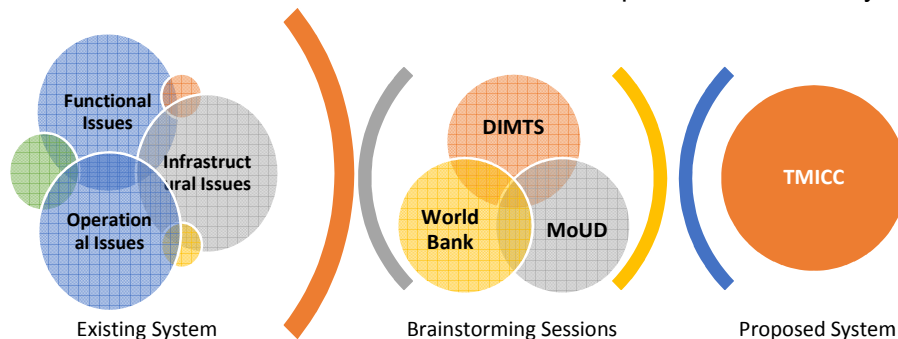 Functional
Issues
Infrastruct
ural Issues
Operation
al Issues
DIMTS
World
Bank
MoUD
TMICC
Existing System
Brainstorming Sessions
Proposed System